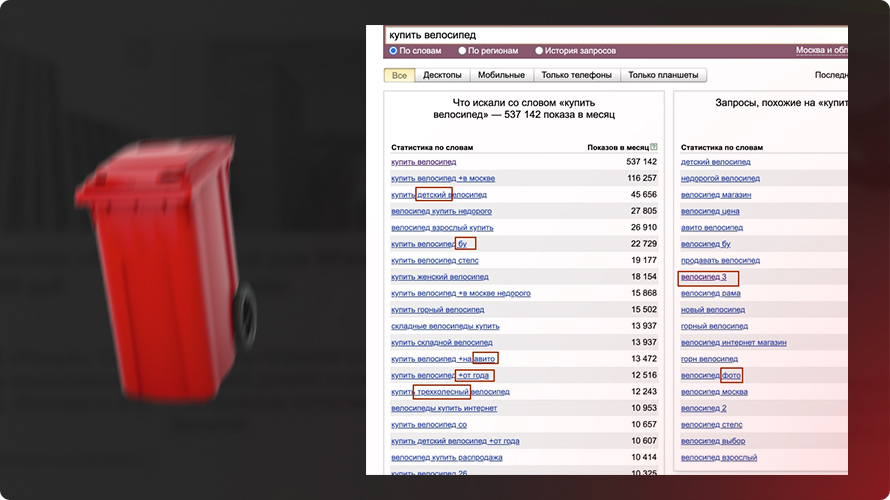 купить велосипед
По словам По регионам История запросов Москва и обл
Все Десктопы Мобильные Только телефоны Только планшеты Последн
Что искали со словом «купить
велосипед» — 537 142 показа в месяц
Статистика по словам Показов в месяц ?
купить велосипед 537 142
купить велосипед +в москве 116 257
купить детский велосипед 45 656
велосипед купить недорого 27 805
велосипед взрослый купить 26 910
купить велосипед бу 22 729
купить велосипед стелс 19 177
купить женский велосипед 18 154
купить велосипед +в москве недорого 15 868
купить горный велосипед 15 502
складные велосипеды купить 13 937
купить складной велосипед 13 937
купить велосипед +на авито 13 472
купить велосипед +от года 12 516
купить трехколесный велосипед 12 243
велосипеды купить интернет 10 953
купить велосипед со 10 657
купить детский велосипед +от года 10 607
велосипед купить распродажа 10 414
купить велосипед 26 10 325
Запросы, похожие на «купит
Статистика по словам
детский велосипед
недорогой велосипед
велосипед магазин
велосипед цена
авито велосипед
велосипед бу
продавать велосипед
велосипед 3
велосипед рама
новый велосипед
горный велосипед
велосипед интернет магазин
горн велосипед
велосипед фото
велосипед москва
велосипед 2
велосипед стелс
велосипед выбор
велосипед взрослый